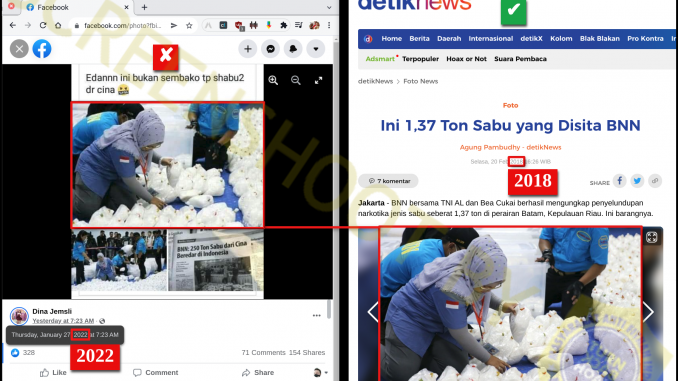 Facebook
facebook.com/photo?fbi...
Edannn ini bukan sembako tp shabu2
dr cina
BNN: 250 Ton Sabu dari Cina
Beredar di Indonesia
Dina Jemsli
Yesterday at 7:23 AM
Thursday, January 27, 2022 at 7:23 AM
2022
328
71 Comments 154 Shares
Like
Comment
Share
detiknews
Home Berita Daerah Internasional detikX Kolom Blak Blakan Pro Kontra
Adsmart Terpopuler Hoax or Not Suara Pembaca
detikNews > Foto News
Foto
Ini 1,37 Ton Sabu yang Disita BNN
Agung Pambudhy - detikNews
Selasa, 20 Feb
WIB
2018
7 komentar
SHARE
Jakarta - BNN bersama TNI AL dan Bea Cukai berhasil mengungkap penyelundupan
narkotika jenis sabu seberat 1,37 ton di perairan Batam, Kepulauan Riau. Ini barangnya.